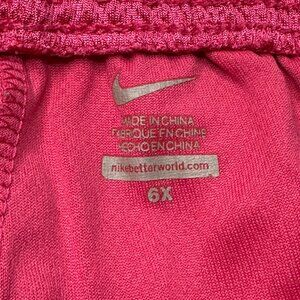 MADE IN CHINA
FABRIQUE EN CHINE
HECHO EN CHINA
nikebetterworld.com
6X